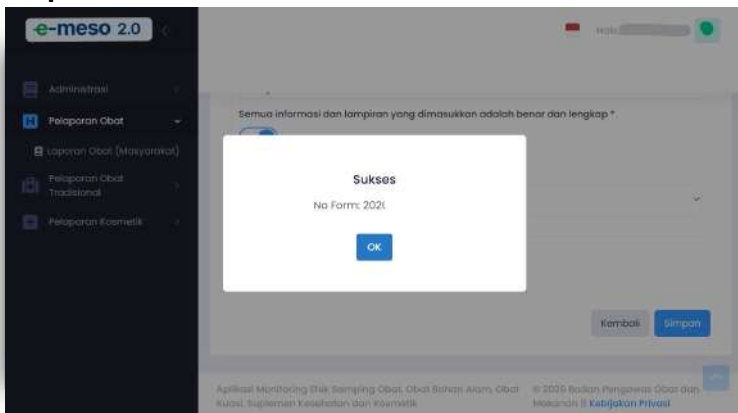 e-meso 2.0
Halo,
Administrasi
Pelaporan Obat
Laporan Obat (Masyarakat)
Pelaporan Obat
Tradisional
Pelaporan Kosmetik
Semua informasi dan lampiran yang dimasukkan adalah benar dan lengkap *
Sukses
No Form: 202
OK
Kembali
Simpan
Aplikasi Monitoring Efek Samping Obat, Obat Bahan Alam, Obat
Kuasi, Suplemen Kesehatan dan Kosmetik
© 2026 Badan Pengawas Obat dan
Makanan || Kebijakan Privasi